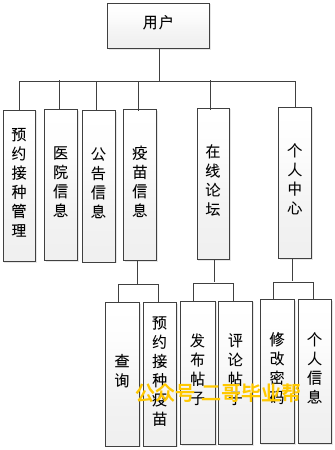 用户
预约接种管理
医院信息
公告信息
疫苗信息
在线论坛
个人中心
查询
预约接种疫苗
发布帖子
评论帖子
修改密码
个人信息
公众号-二哥毕业帮